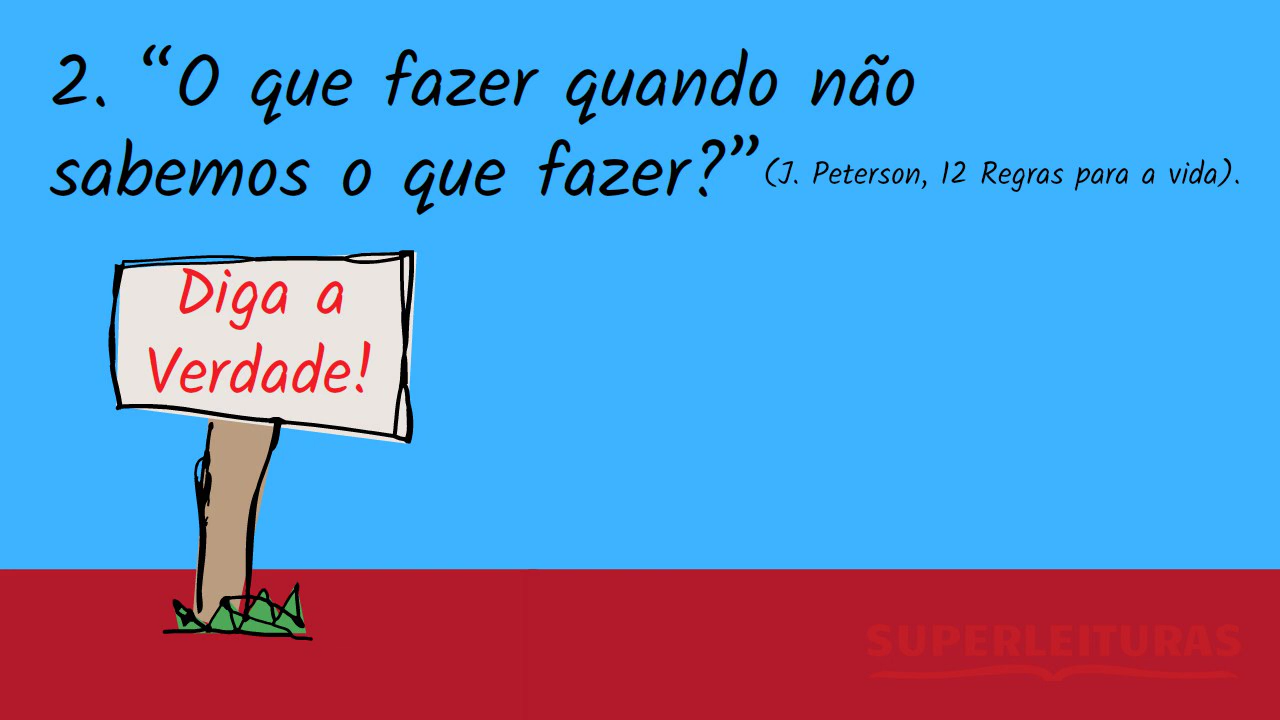 2. “O que fazer quando não
sabemos o que fazer?” (J. Peterson, 12 Regras para a vida).
Diga a
Verdade!
SUPERLEITURAS